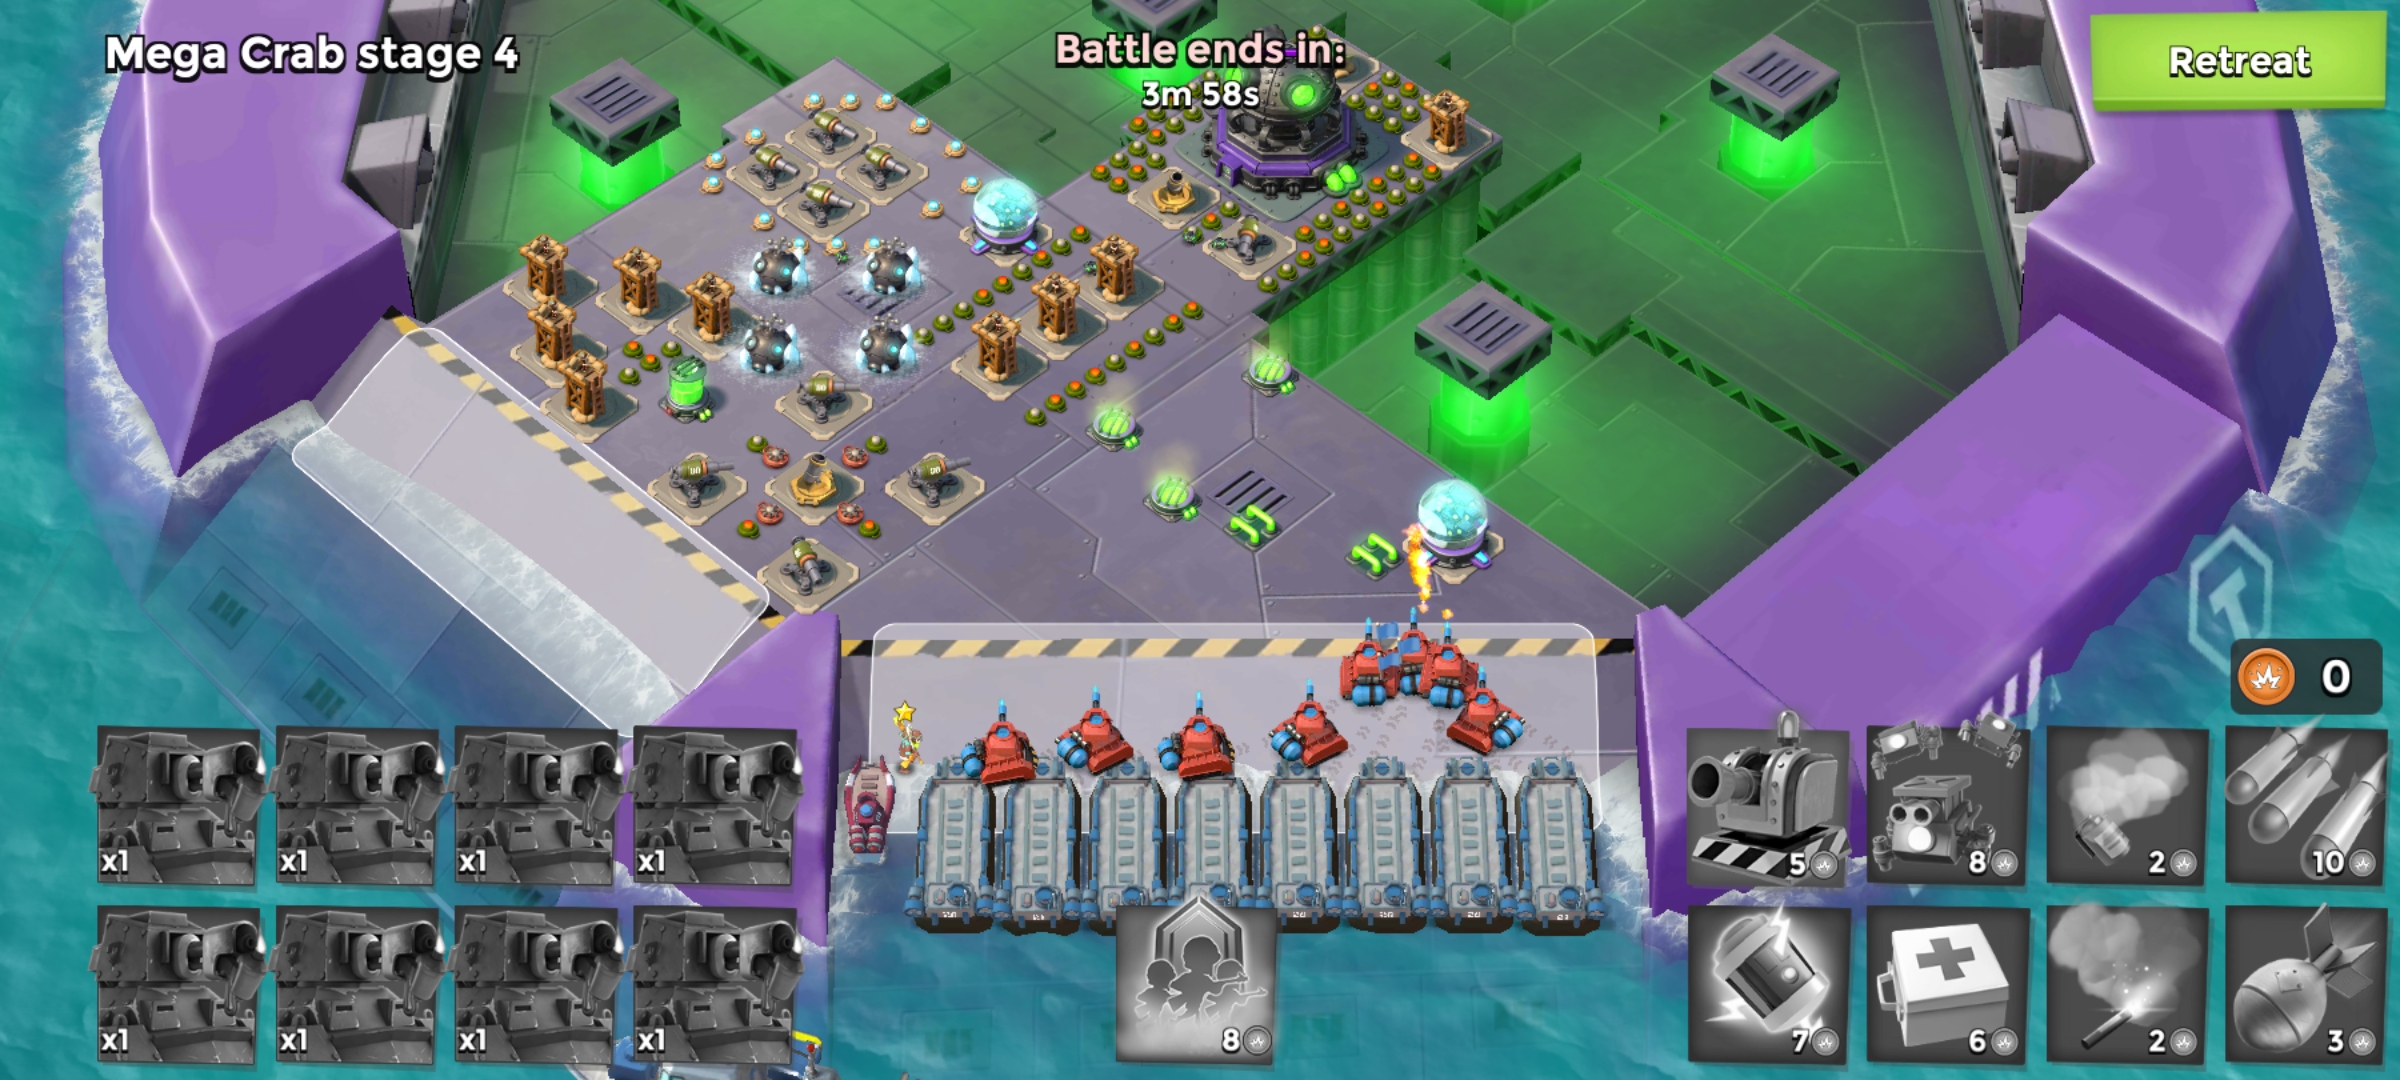 Mega Crab stage 4
Battle ends in:
3m 58s
Retreat
0
x1
x1
x1
x1
5
8
2
10
x1
x1
x1
x1
8
7
6
2
3